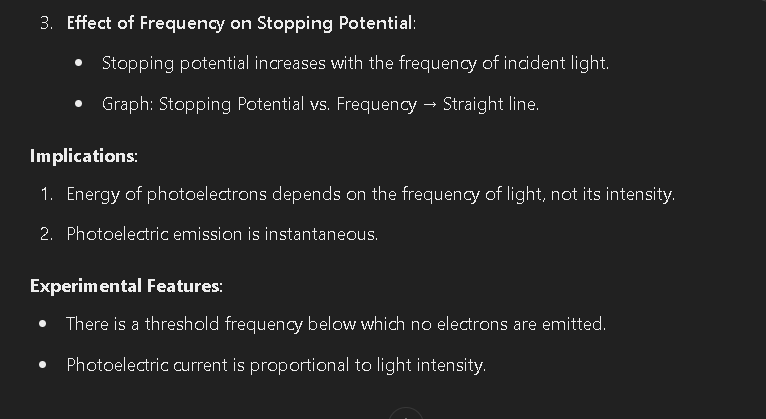 3. Effect of Frequency on Stopping Potential:
• Stopping potential increases with the frequency of incident light.
• Graph: Stopping Potential vs. Frequency → Straight line.
Implications:
1. Energy of photoelectrons depends on the frequency of light, not its intensity.
2. Photoelectric emission is instantaneous.
Experimental Features:
• There is a threshold frequency below which no electrons are emitted.
• Photoelectric current is proportional to light intensity.